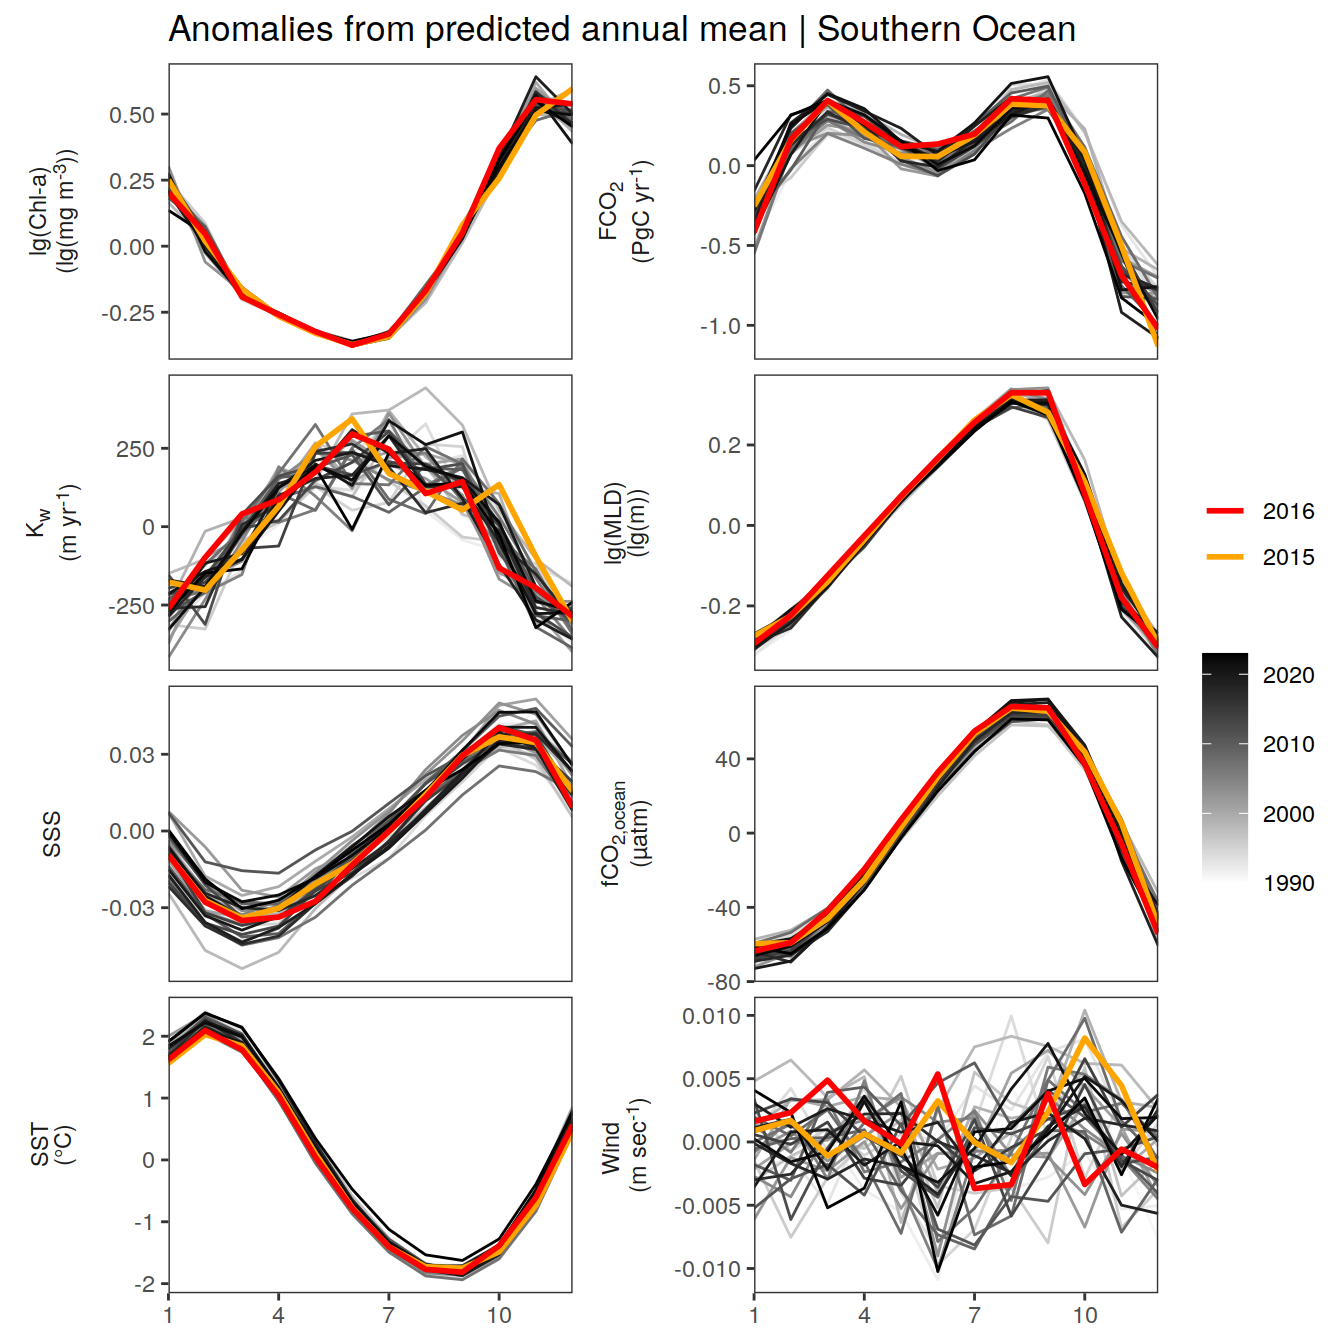 Anomalies from predicted annual mean | Southern Ocean
lg(Chl-a)
(lg(mg m-3))
0.50
0.25
0.00
-0.25
FCO2
(PgC yr-1)
0.5
0.0
-0.5
-1.0
Kw
(m yr-1)
250
0
-250
lg(MLD)
(lg(m))
0.2
0.0
-0.2
SSS
0.03
0.00
-0.03
fCO2,ocean
(µatm)
40
0
-40
-80
SST
(°C)
2
1
0
-1
-2
1 4 7 10
Wind
(m sec-1)
0.010
0.005
0.000
-0.005
-0.010
1 4 7 10
2016
2015
2020
2010
2000
1990